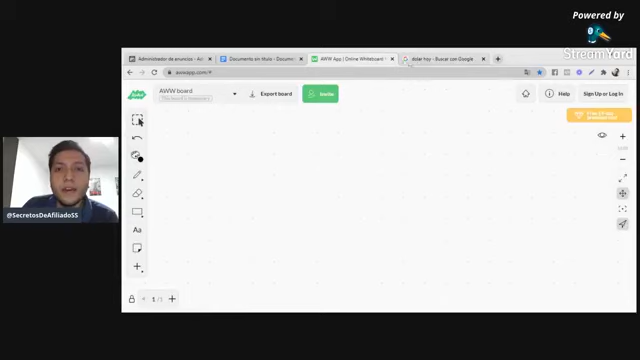 Powered by
StreamYard
Administrador de anuncios - Ad
Documento sin título - Docume
AWW App | Online Whiteboard
dolar hoy - Buscar con Google
awwapp.com/#
AWW board
Export board
Invite
Help
Sign Up or Log In
Aa
@SecretosDeAfiliadoSS
1/1